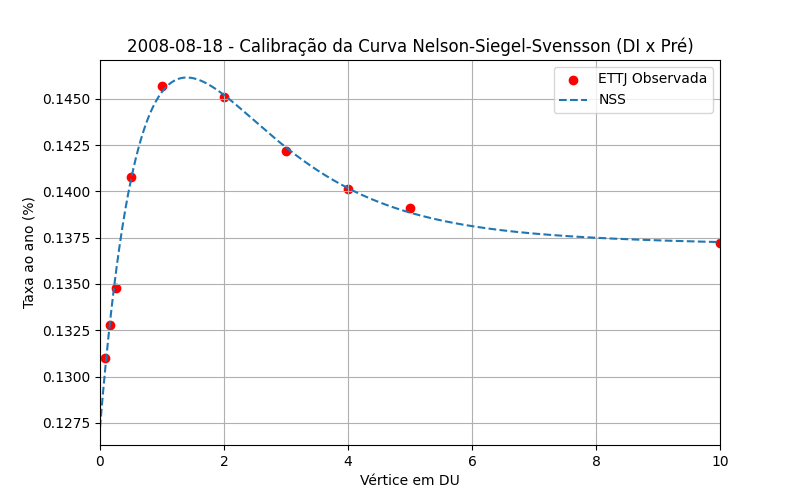 2008-08-18 - Calibração da Curva Nelson-Siegel-Svensson (DI x Pré)
ETTJ Observada
NSS
Taxa ao ano (%)
0.1450
0.1425
0.1400
0.1375
0.1350
0.1325
0.1300
0.1275
0 2 4 6 8 10
Vértice em DU